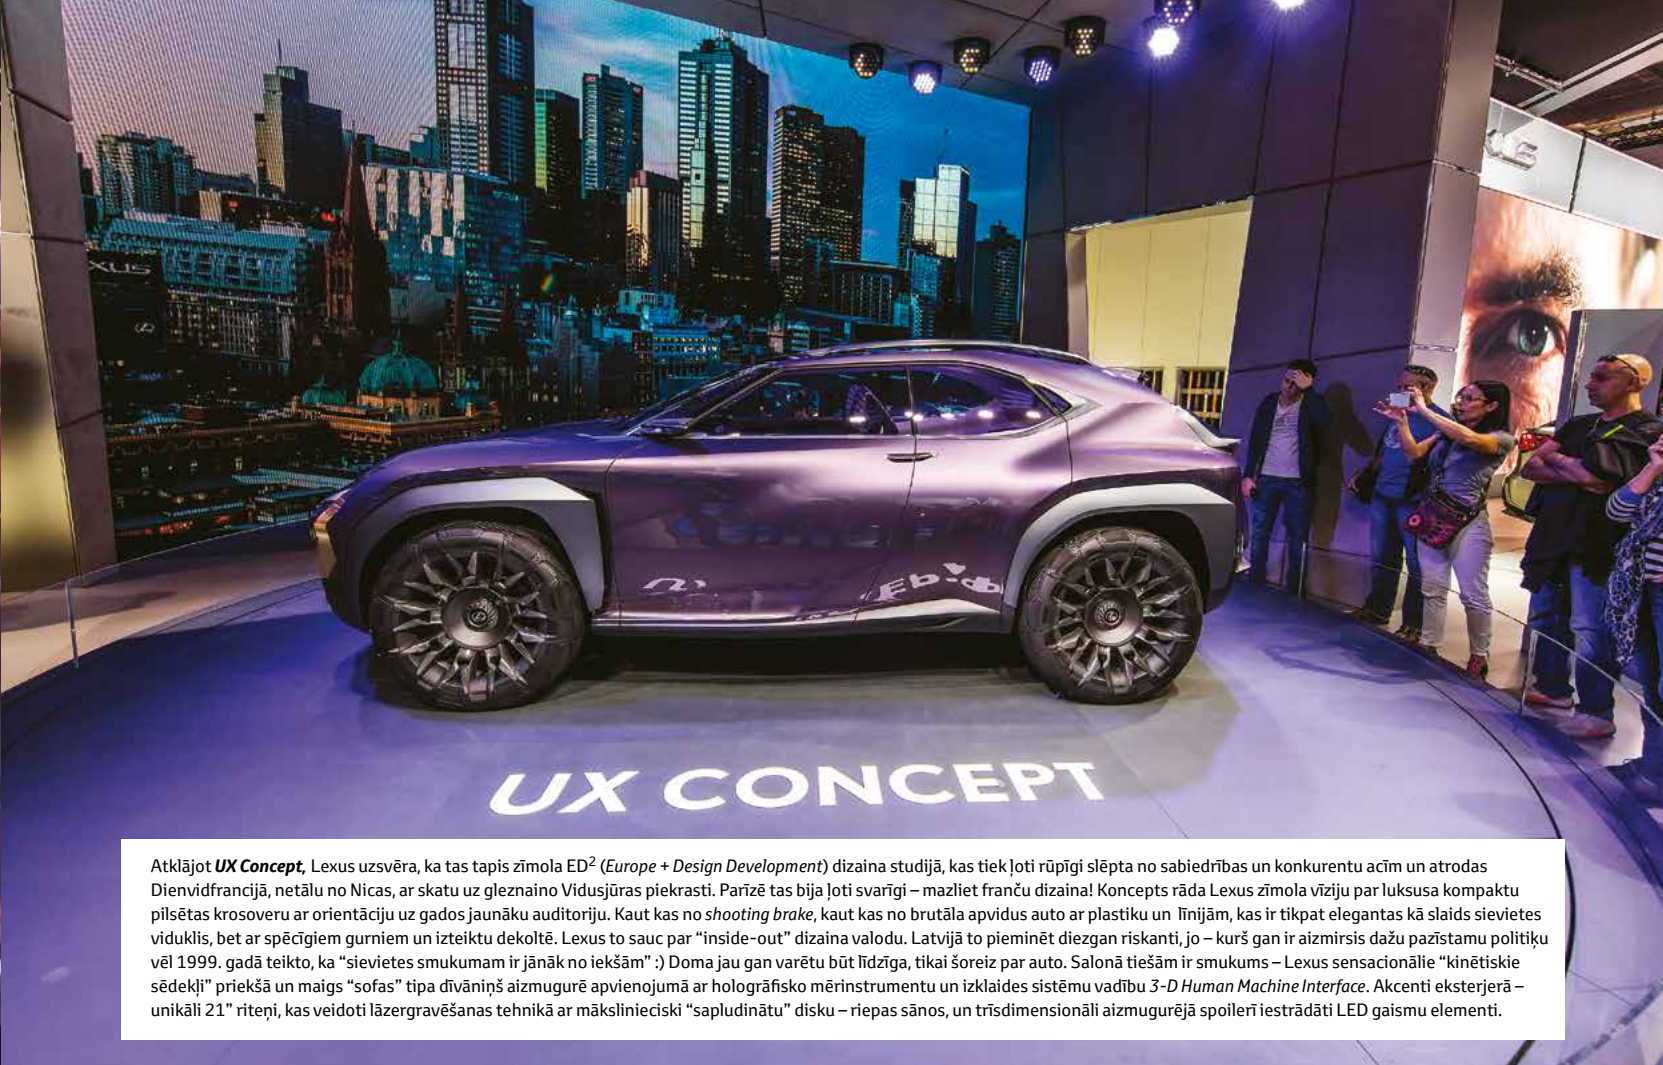 XUS
UX CONCEPT
Atklājot UX Concept, Lexus uzsvēra, ka tas tapis zīmola ED² (Europe + Design Development) dizaina studijā, kas tiek ļoti rūpīgi slēpta no sabiedrības un konkurentu acīm un atrodas
Dienvidfrancijā, netālu no Nicas, ar skatu uz gleznaino Vidusjūras piekrasti. Parīzē tas bija ļoti svarīgi – mazliet franču dizaina! Koncepts rāda Lexus zīmola vīziju par luksusa kompaktu
pilsētas krosoveru ar orientāciju uz gados jaunāku auditoriju. Kaut kas no shooting brake, kaut kas no brutāla apvidus auto ar plastiku un līnijām, kas ir tikpat elegantas kā slaids sievietes
viduklis, bet ar spēcīgiem gurniem un izteiktu dekoltē. Lexus to sauc par “inside-out” dizaina valodu. Latvijā to pieminēt diezgan riskanti, jo – kurš gan ir aizmirsis dažu pazīstamu politiķu
vēl 1999. gadā teikto, ka “sievietes smukumam ir jānāk no iekšām” :) Doma jau gan varētu būt līdzīga, tikai šoreiz par auto. Salonā tiešām ir smukums – Lexus sensacionālie “kinētiskie
sēdekļi” priekšā un maigs “sofas” tipa dīvāniņš aizmugurē apvienojumā ar hologrāfisko mērinstrumentu un izklaides sistēmu vadību 3-D Human Machine Interface. Akcenti eksterjerā –
unikāli 21” riteņi, kas veidoti lāzergravēšanas tehnikā ar mākslinieciski “sapludinātu” disku – riepas sānos, un trīsdimensionāli aizmugurējā spoilerī iestrādāti LED gaismu elementi.